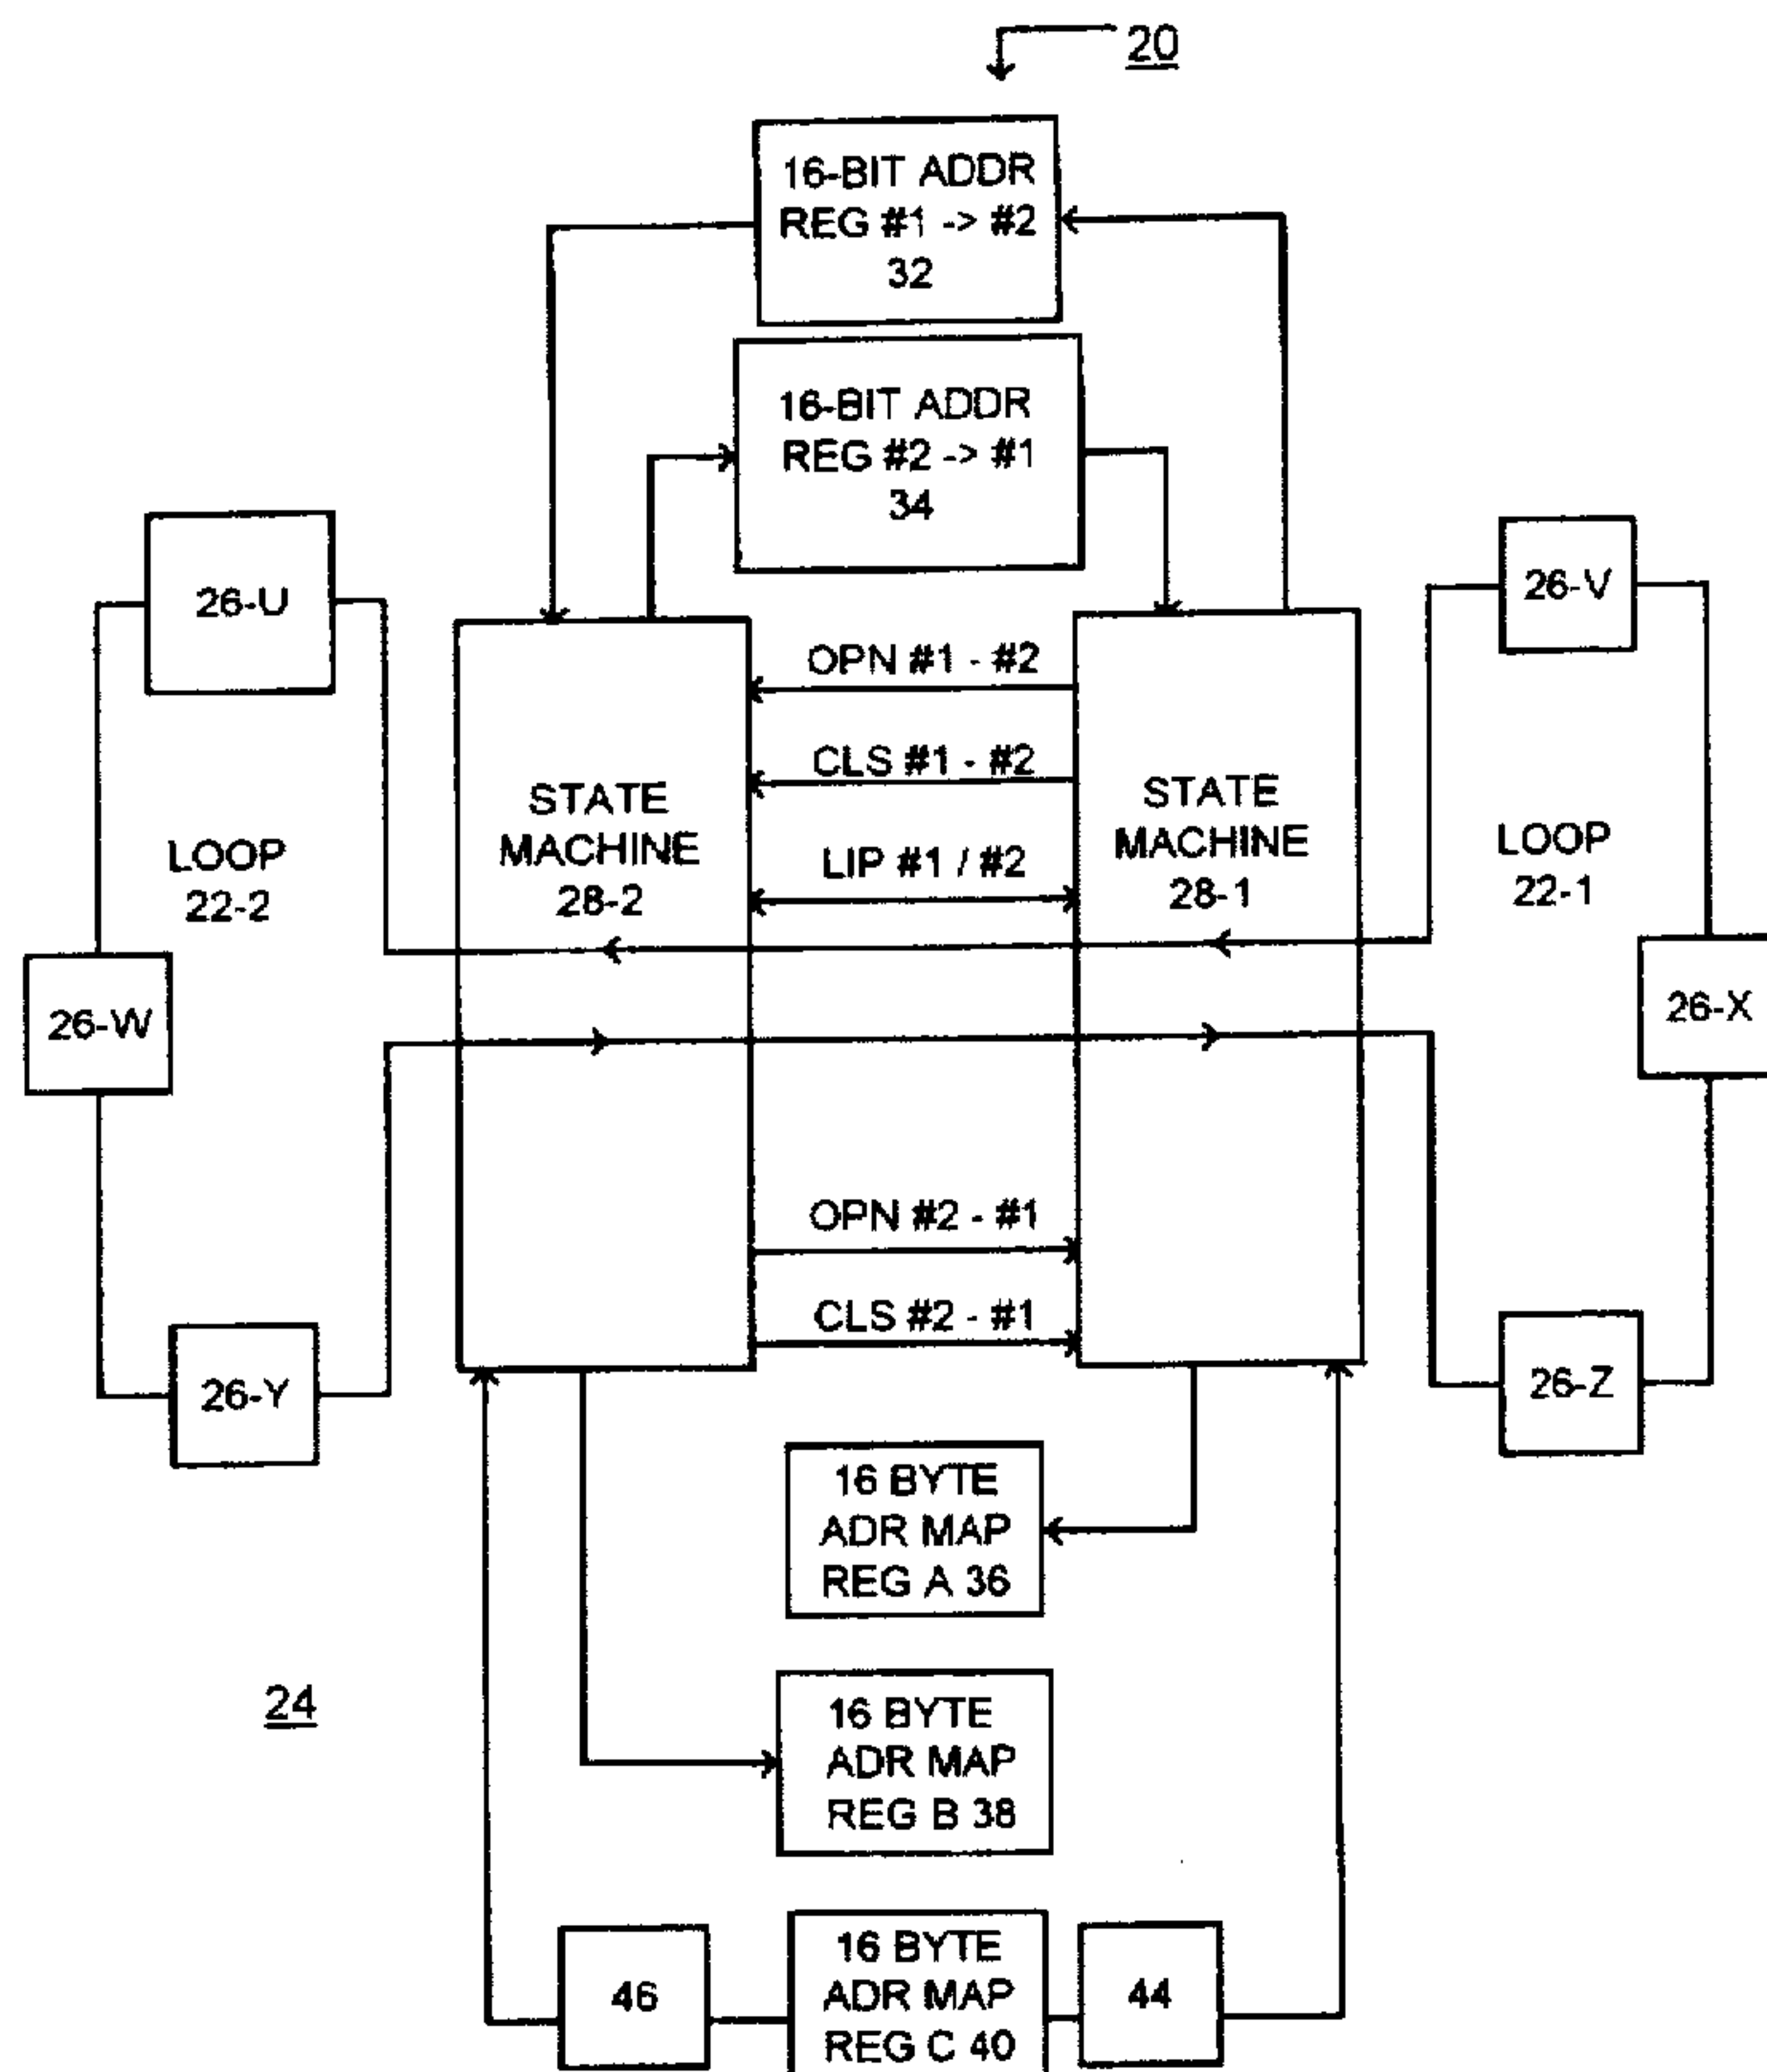 20
16-BIT ADDR
REG #1 -> #2
32
16-BIT ADDR
REG #2 -> #1
34
26-U
26-V
OPN #1 - #2
CLS #1 - #2
STATE
MACHINE
28-2
STATE
MACHINE
28-1
LOOP
22-2
LIP #1 / #2
LOOP
22-1
26-W
26-X
OPN #2 - #1
CLS #2 - #1
26-Y
26-Z
16 BYTE
ADR MAP
REG A 36
24
16 BYTE
ADR MAP
REG B 38
46
16 BYTE
ADR MAP
REG C 40
44